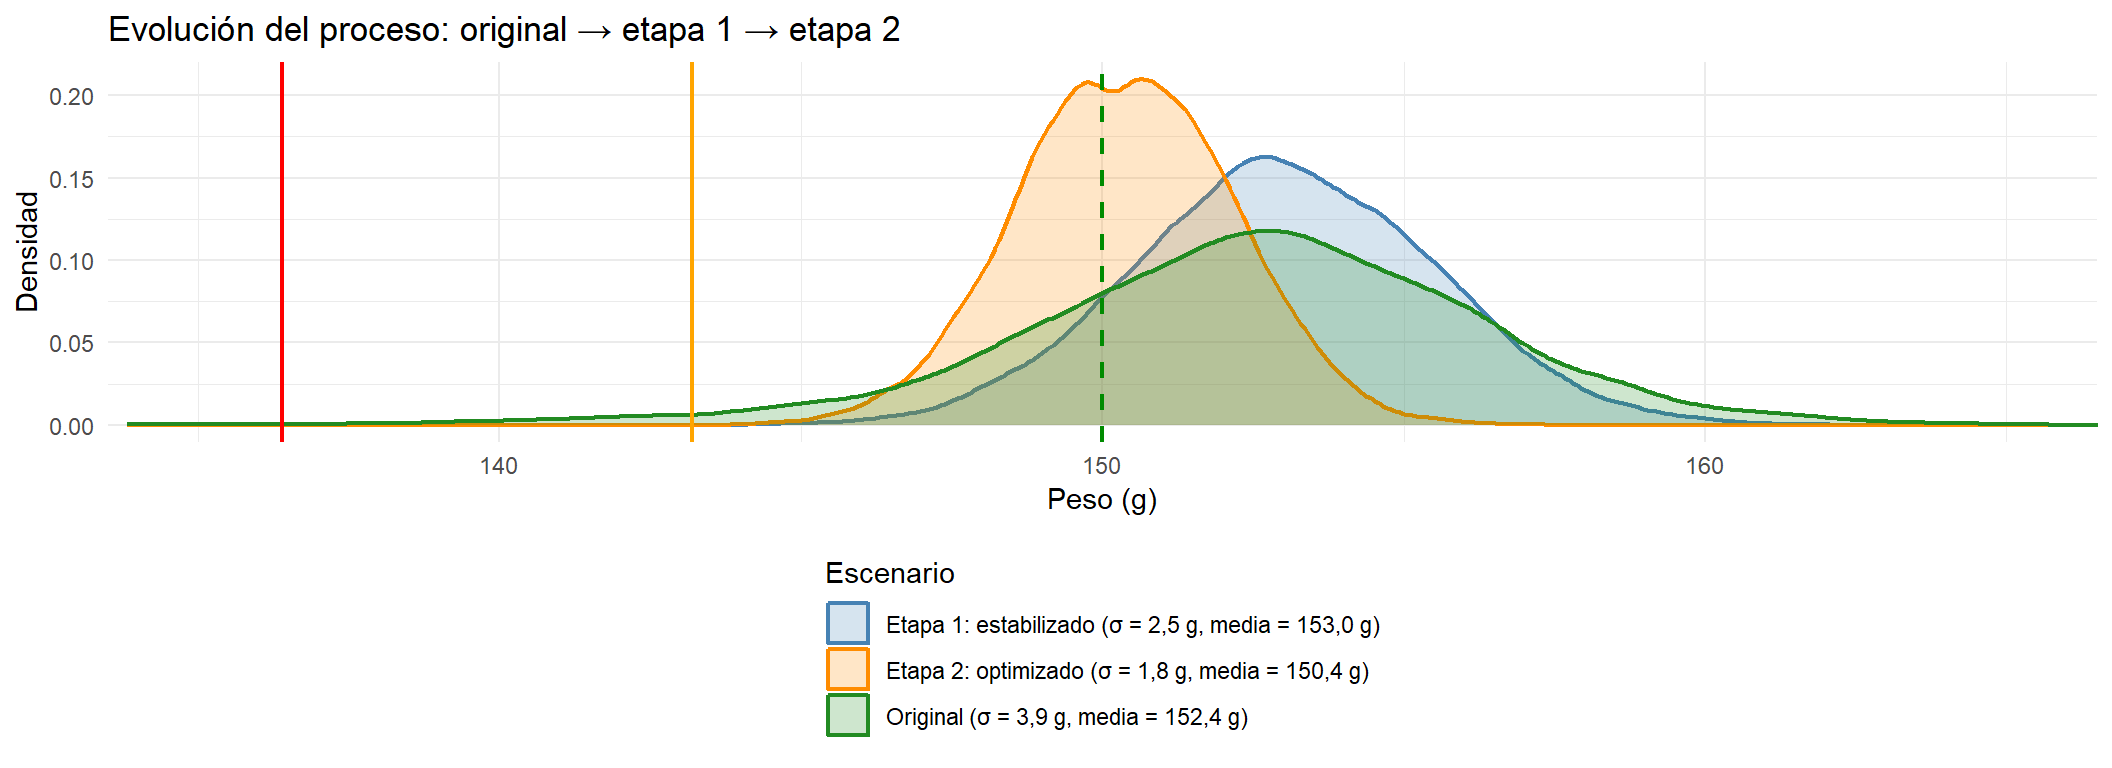 Evolución del proceso: original → etapa 1 → etapa 2
Densidad
0.20
0.15
0.10
0.05
0.00
140
150
160
Peso (g)
Escenario
Etapa 1: estabilizado (σ = 2,5 g, media = 153,0 g)
Etapa 2: optimizado (σ = 1,8 g, media = 150,4 g)
Original (σ = 3,9 g, media = 152,4 g)